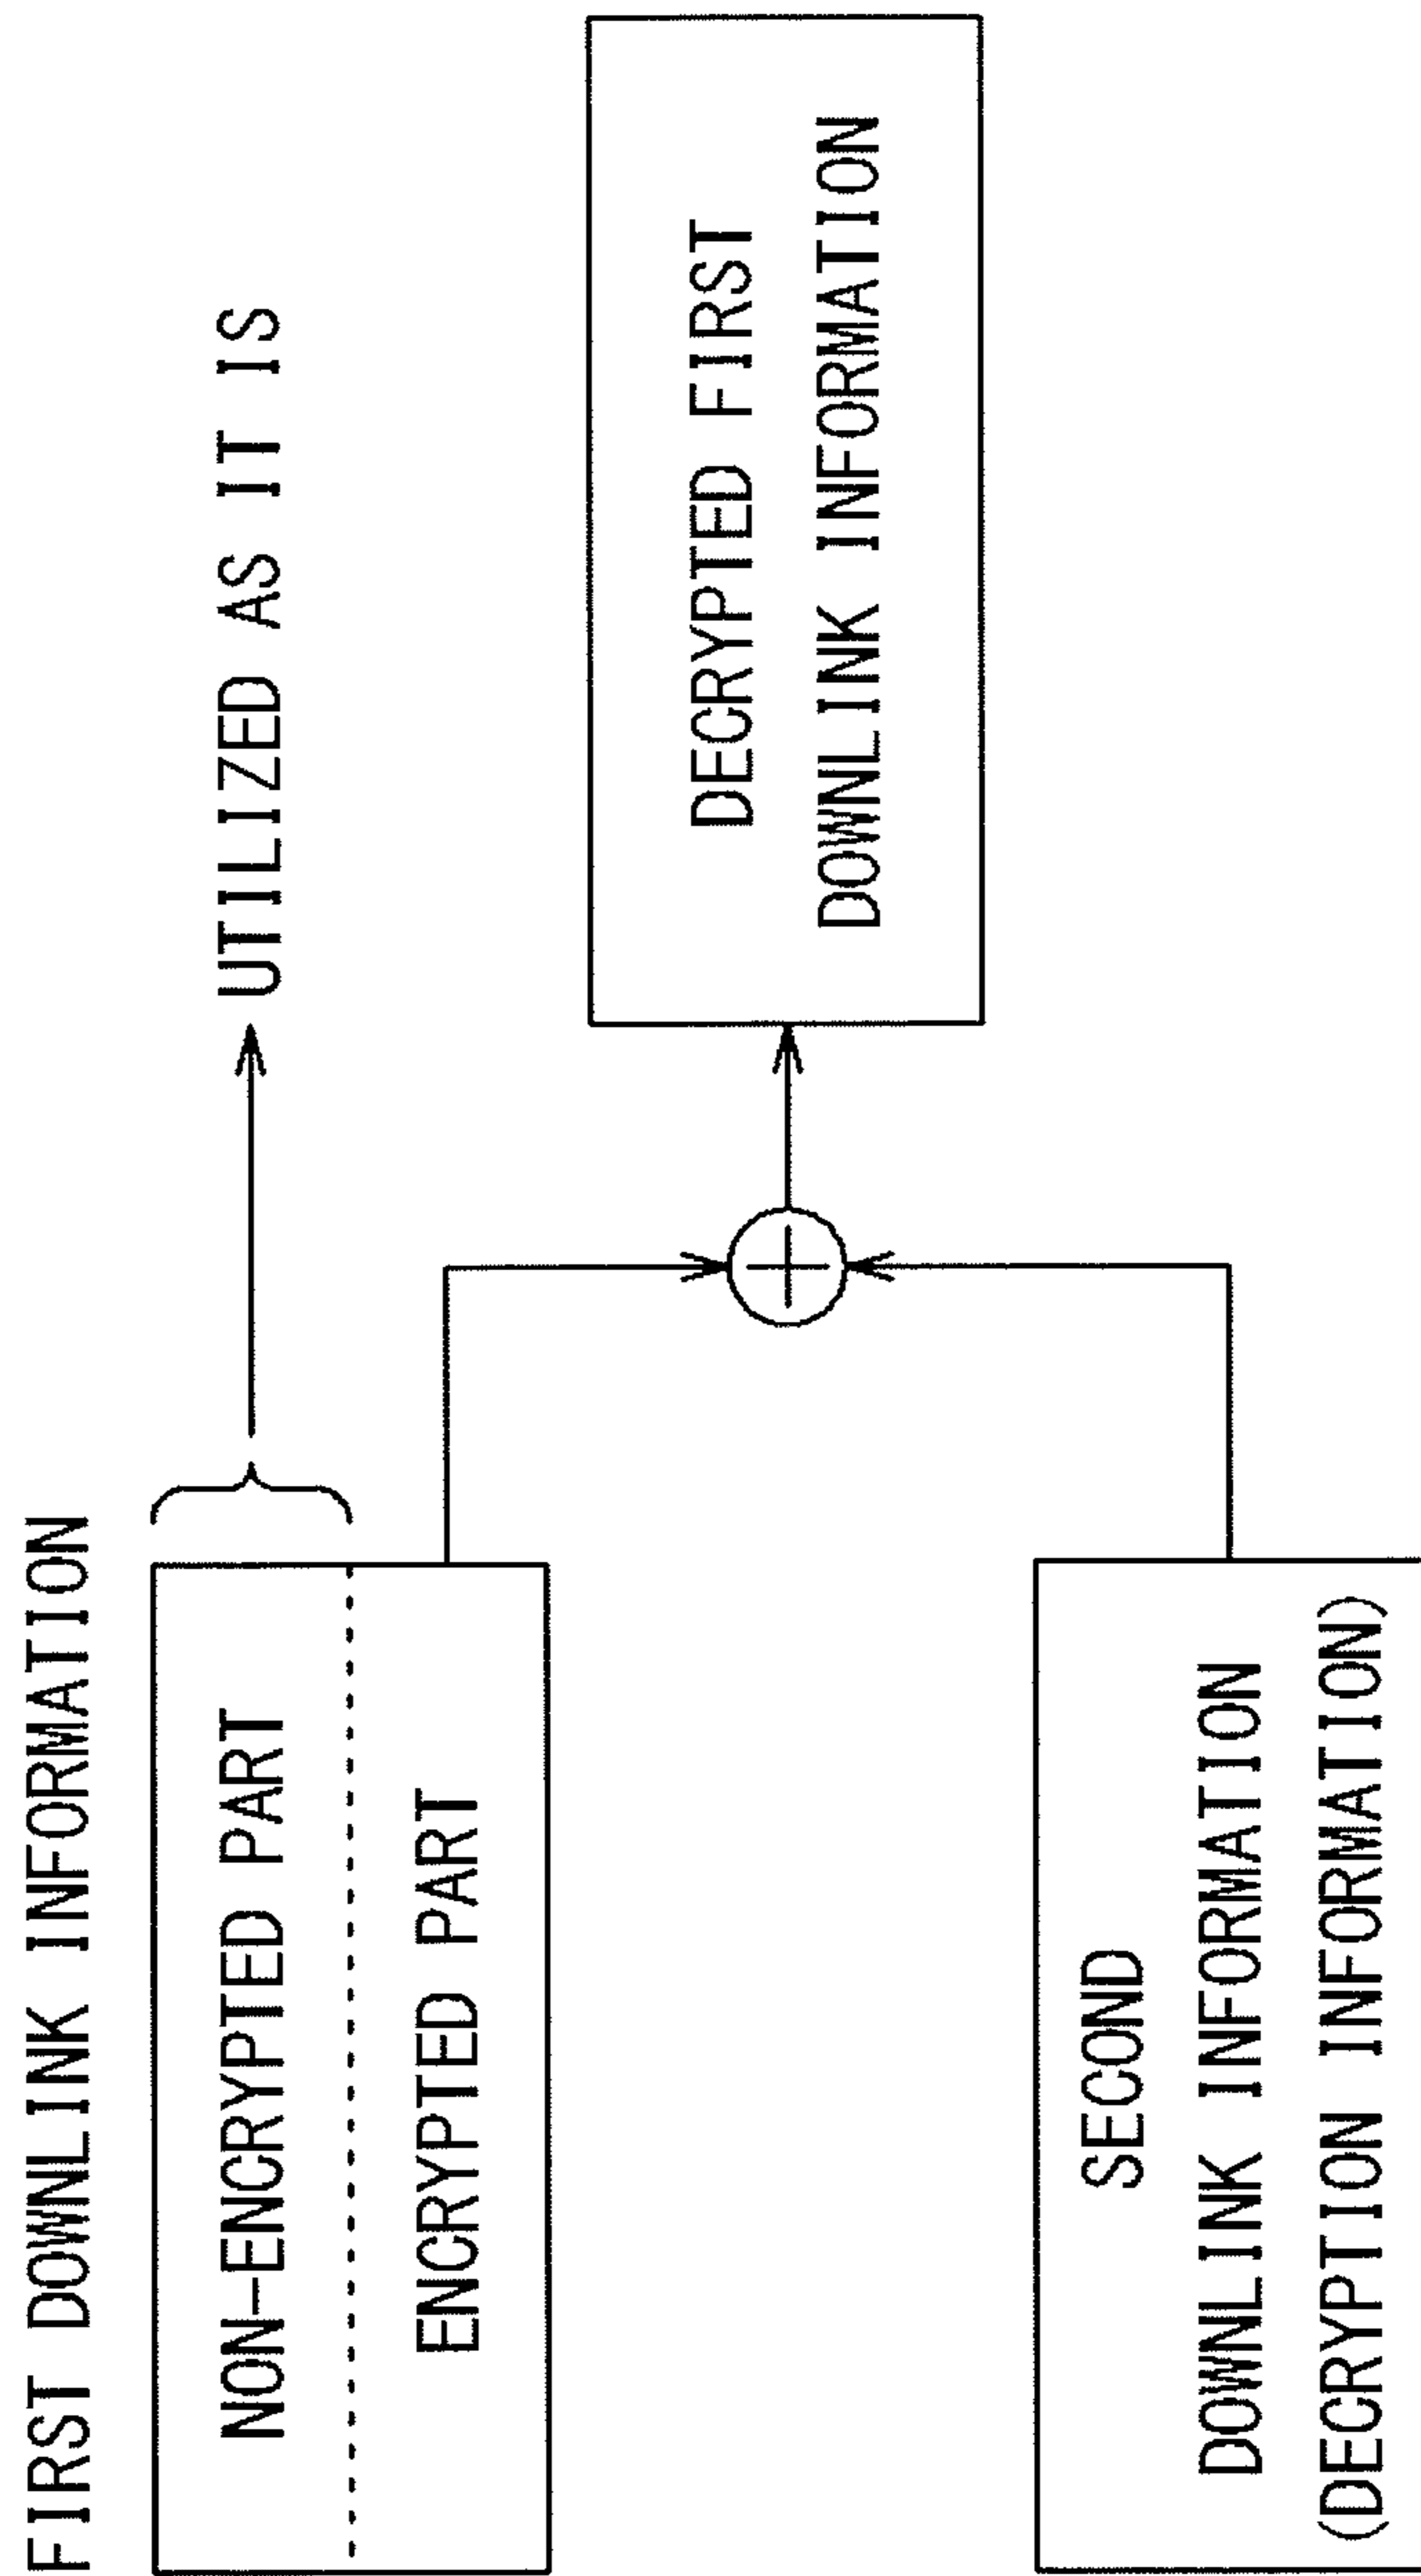 FIRST DOWNLINK INFORMATION
NON-ENCRYPTED PART
UTILIZED AS IT IS
ENCRYPTED PART
DECRYPTED FIRST
DOWNLINK INFORMATION
SECOND
DOWNLINK INFORMATION
(DECRYPTION INFORMATION)